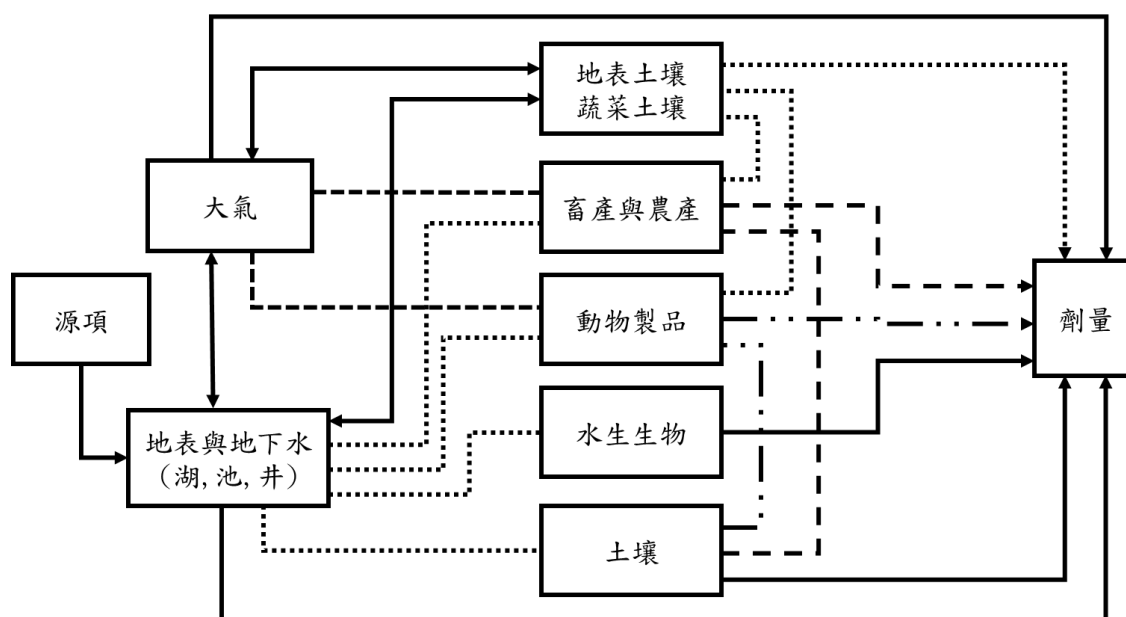 地表土壤
蔬菜土壤
大氣
畜產與農產
源項
動物製品
劑量
地表與地下水
（湖, 池, 井）
水生生物
土壤